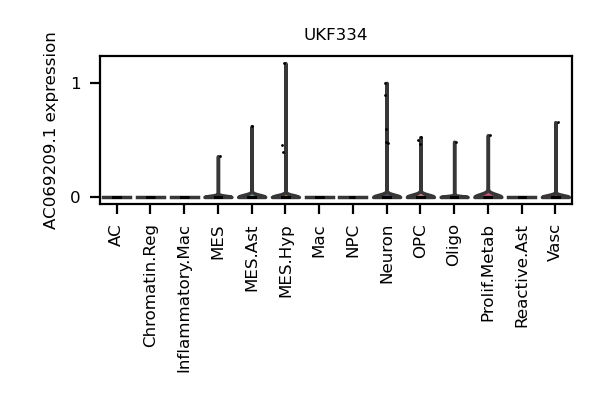 UKF334
AC069209.1 expression
1
0
AC
Chromatin.Reg
Inflammatory.Mac
MES
MES.Ast
MES.Hyp
Mac
NPC
Neuron
OPC
Oligo
Prolif.Metab
Reactive.Ast
Vasc